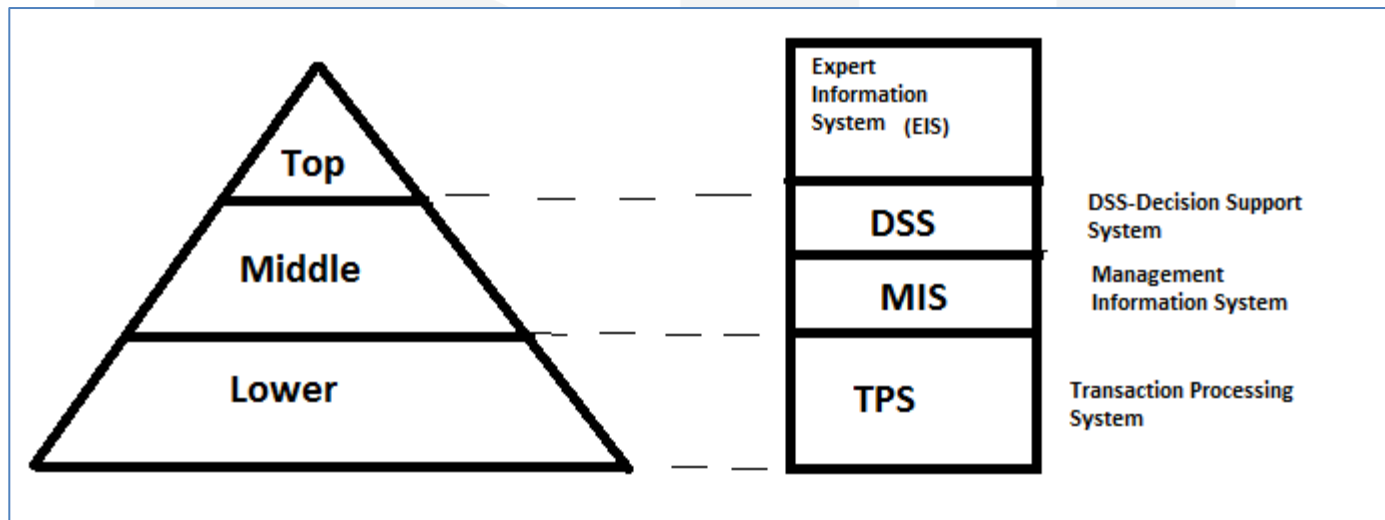 Top
Middle
Lower
Expert
Information
System (EIS)
DSS
MIS
TPS
DSS-Decision Support
System
Management
Information System
Transaction Processing
System